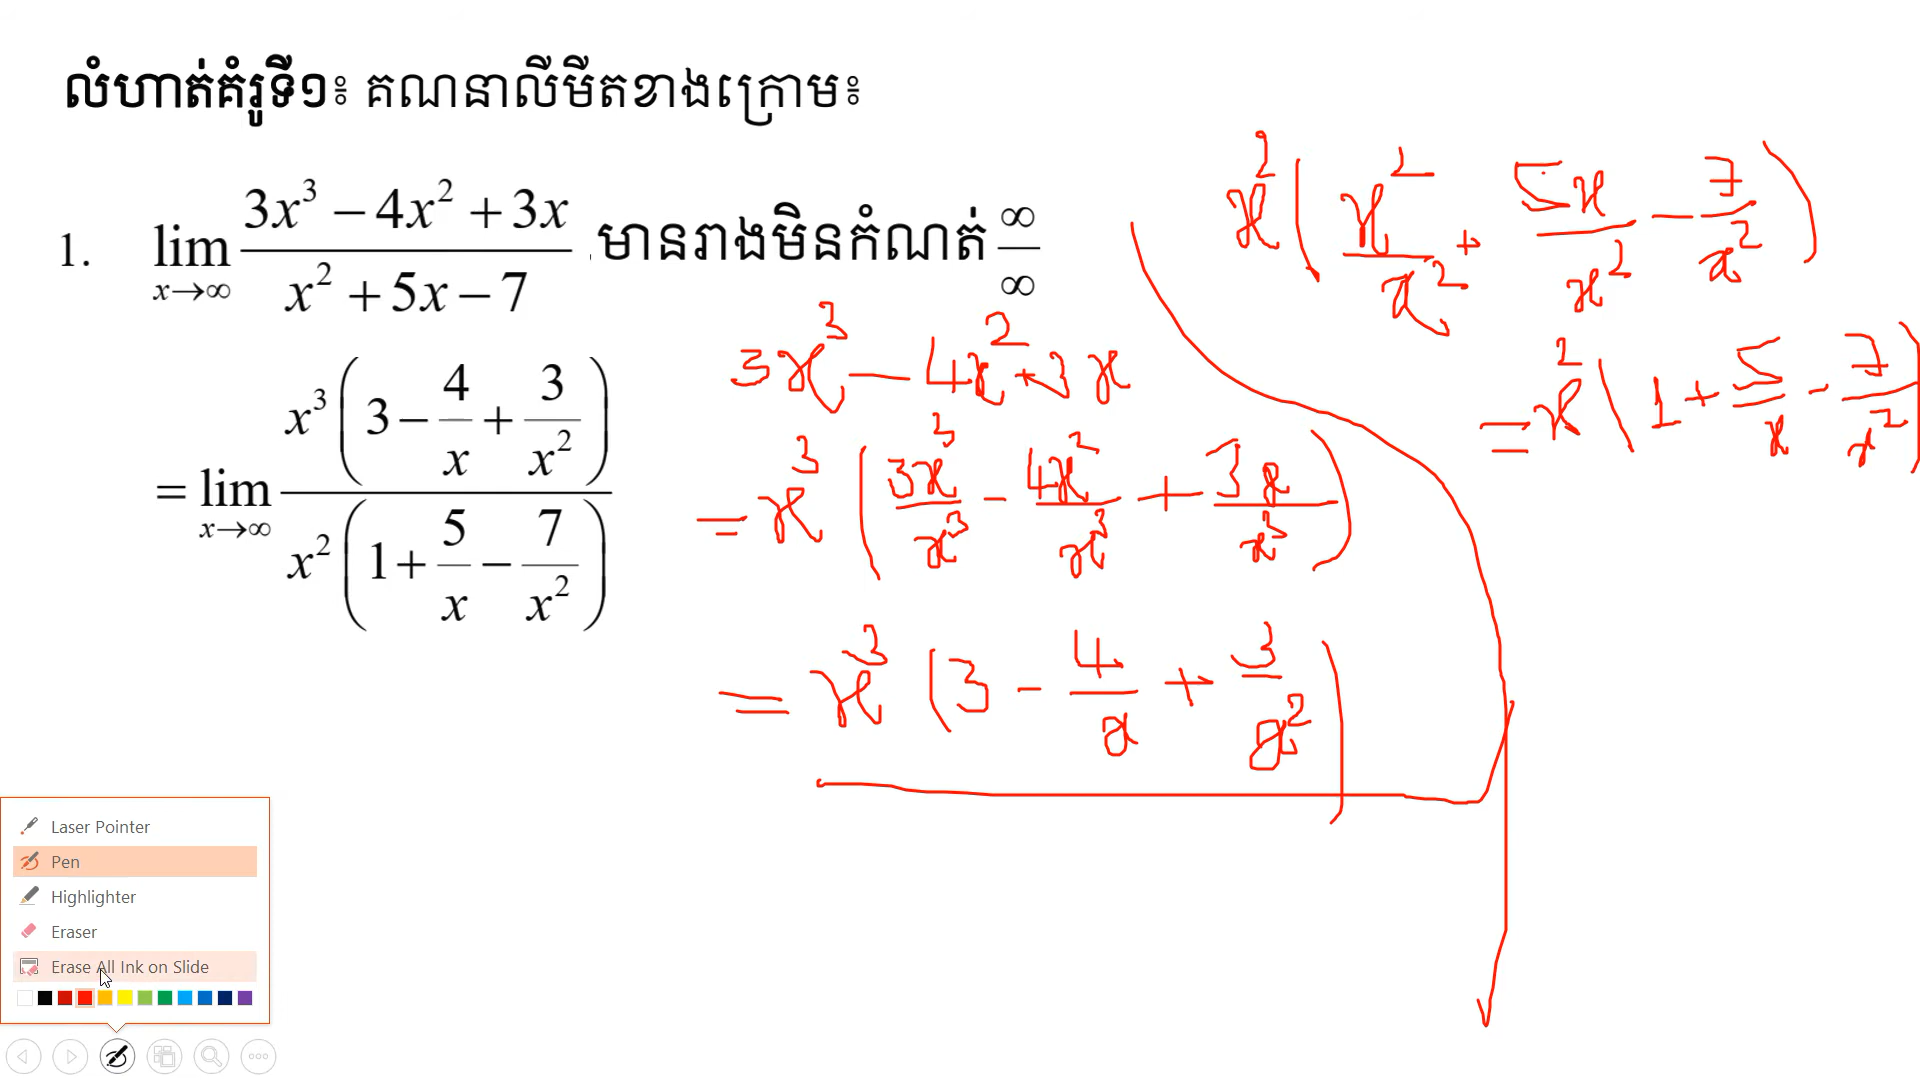 លំហាត់គំរូទី១៖ គណនាលីមីតខាងក្រោម៖
1. lim x→∞ (3x³ − 4x² + 3x)/(x² + 5x − 7) មានរាងមិនកំណត់ ∞/∞
= lim x→∞ x³(3 − 4/x + 3/x²)/x²(1 + 5/x − 7/x²)
3x³ − 4x² + 3x
= x³(3x³/x³ − 4x²/x³ + 3x/x³)
= x³(3 − 4/x + 3/x²)
x²(x²/x² + 5x/x² − 7/x²)
= x²(1 + 5/x − 7/x²)
Laser Pointer
Pen
Highlighter
Eraser
Erase All Ink on Slide